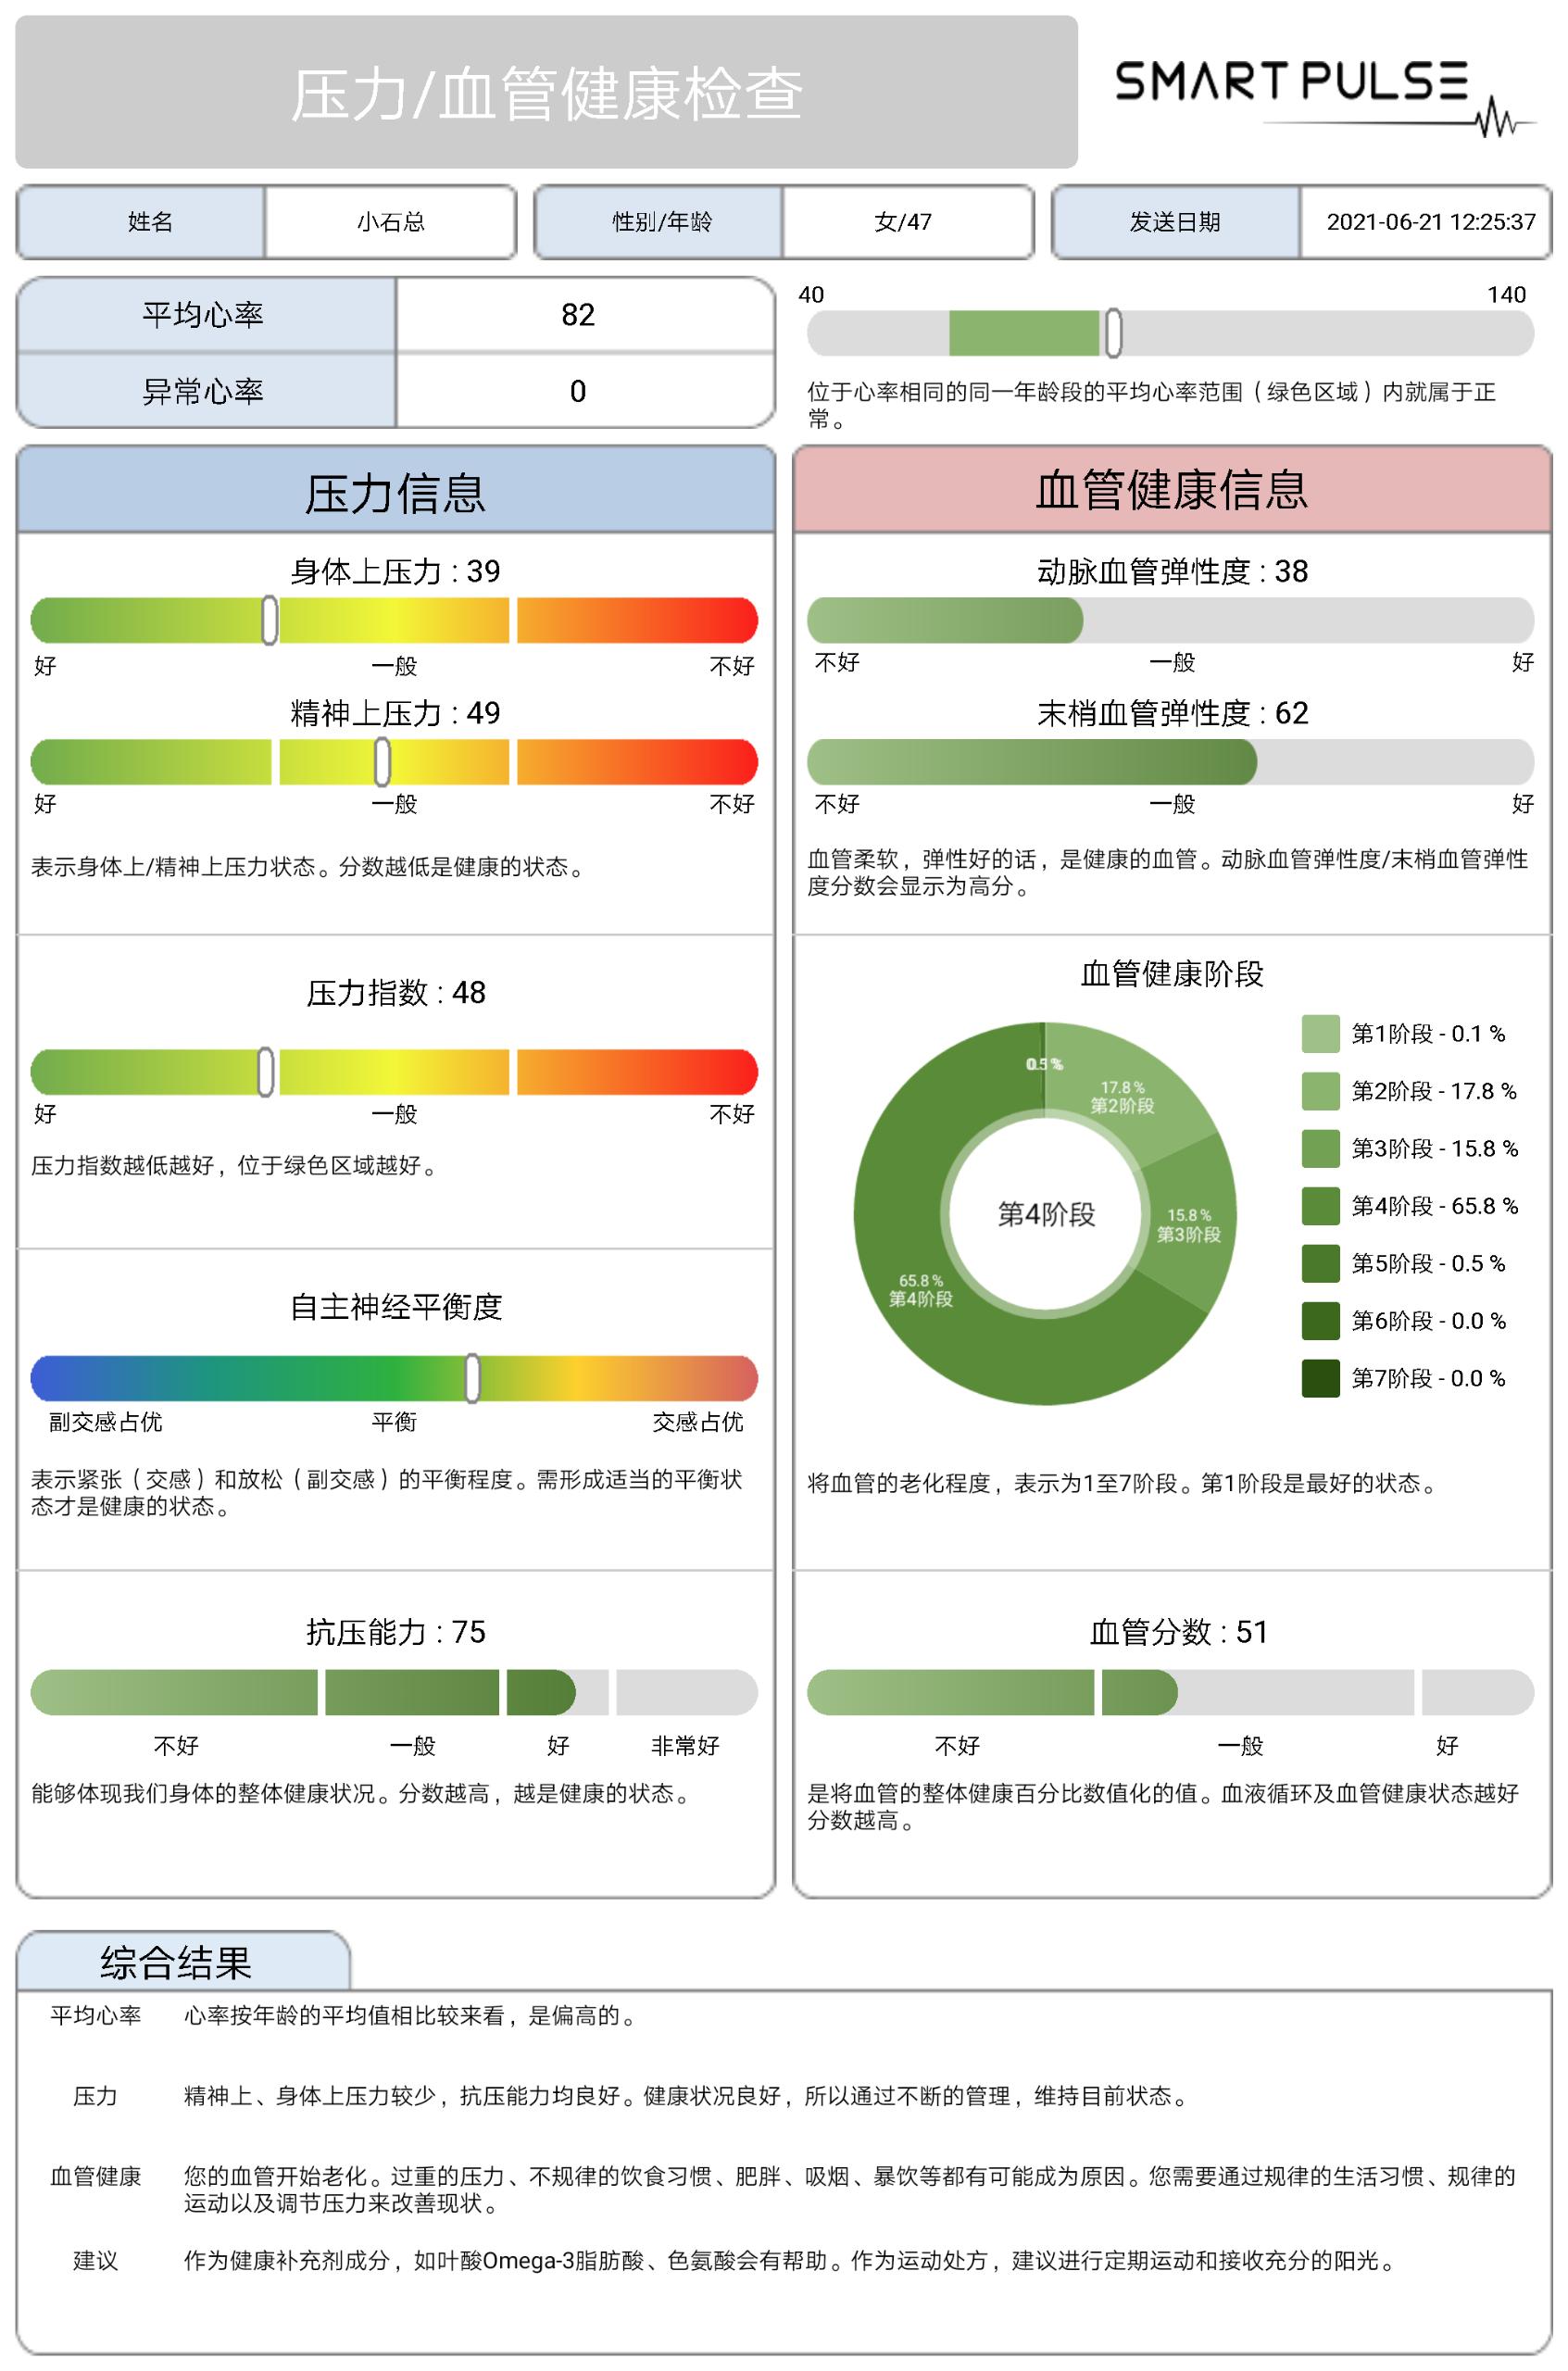 压力/血管健康检查
SMART PULSE
姓名
小石总
性别/年龄
女/47
发送日期
2021-06-21 12:25:37
平均心率
82
异常心率
0
40
140
位于心率相同的同一年龄段的平均心率范围（绿色区域）内就属于正
常。
压力信息
身体上压力 : 39
好
一般
不好
精神上压力 : 49
好
一般
不好
表示身体上/精神上压力状态。分数越低是健康的状态。
压力指数 : 48
好
一般
不好
压力指数越低越好，位于绿色区域越好。
自主神经平衡度
副交感占优
平衡
交感占优
表示紧张（交感）和放松（副交感）的平衡程度。需形成适当的平衡状
态才是健康的状态。
抗压能力 : 75
不好
一般
好
非常好
能够体现我们身体的整体健康状况。分数越高，越是健康的状态。
血管健康信息
动脉血管弹性度 : 38
不好
一般
好
末梢血管弹性度 : 62
不好
一般
好
血管柔软，弹性好的话，是健康的血管。动脉血管弹性度/末梢血管弹性
度分数会显示为高分。
血管健康阶段
17.8 %
第2阶段
15.8 %
第3阶段
65.8 %
第4阶段
第4阶段
第1阶段 - 0.1 %
第2阶段 - 17.8 %
第3阶段 - 15.8 %
第4阶段 - 65.8 %
第5阶段 - 0.5 %
第6阶段 - 0.0 %
第7阶段 - 0.0 %
将血管的老化程度，表示为1至7阶段。第1阶段是最好的状态。
血管分数 : 51
不好
一般
好
是将血管的整体健康百分比数值化的值。血液循环及血管健康状态越好
分数越高。
综合结果
平均心率
心率按年龄的平均值相比较来看，是偏高的。
压力
精神上、身体上压力较少，抗压能力均良好。健康状况良好，所以通过不断的管理，维持目前状态。
血管健康
您的血管开始老化。过重的压力、不规律的饮食习惯、肥胖、吸烟、暴饮等都有可能成为原因。您需要通过规律的生活习惯、规律的
运动以及调节压力来改善现状。
建议
作为健康补充剂成分，如叶酸Omega-3脂肪酸、色氨酸会有帮助。作为运动处方，建议进行定期运动和接收充分的阳光。